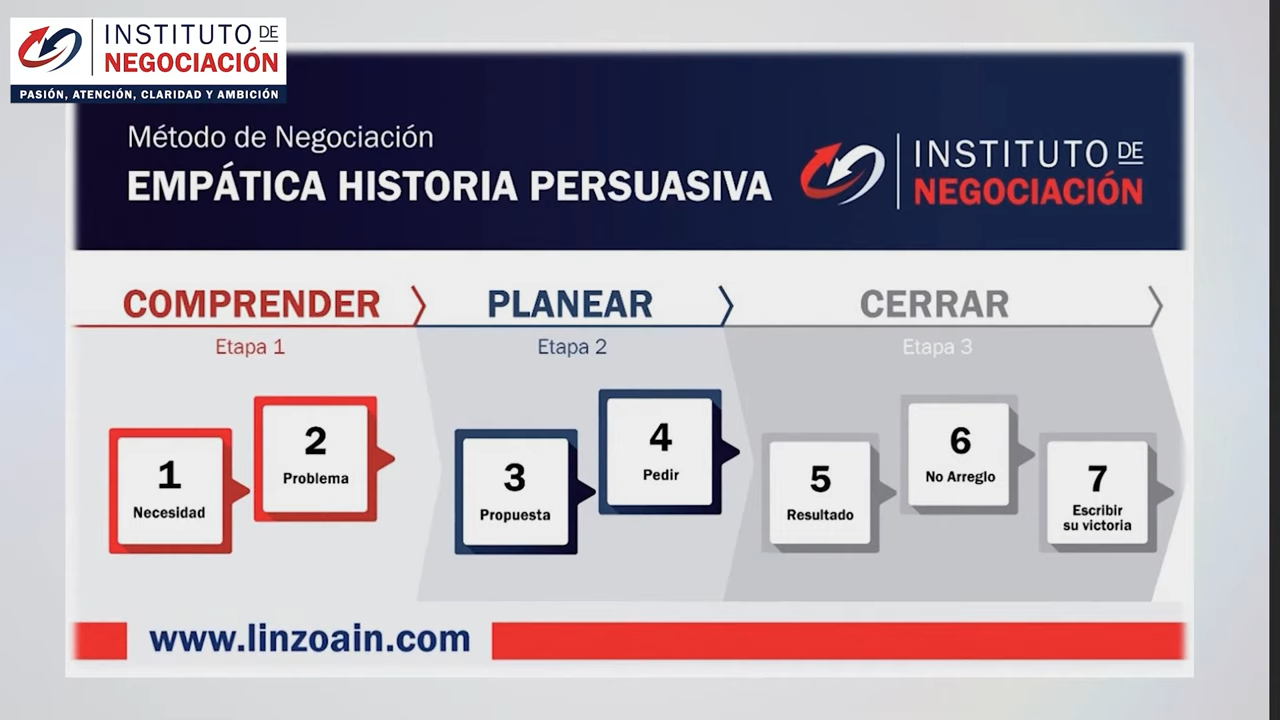 INSTITUTO DE
NEGOCIACIÓN
PASIÓN, ATENCIÓN, CLARIDAD Y AMBICIÓN
Método de Negociación
EMPÁTICA HISTORIA PERSUASIVA
INSTITUTO DE
NEGOCIACIÓN
COMPRENDER
PLANEAR
CERRAR
Etapa 1
Etapa 2
Etapa 3
1
Necesidad
2
Problema
3
Propuesta
4
Pedir
5
Resultado
6
No Arreglo
7
Escribir
su victoria
www.linzoain.com